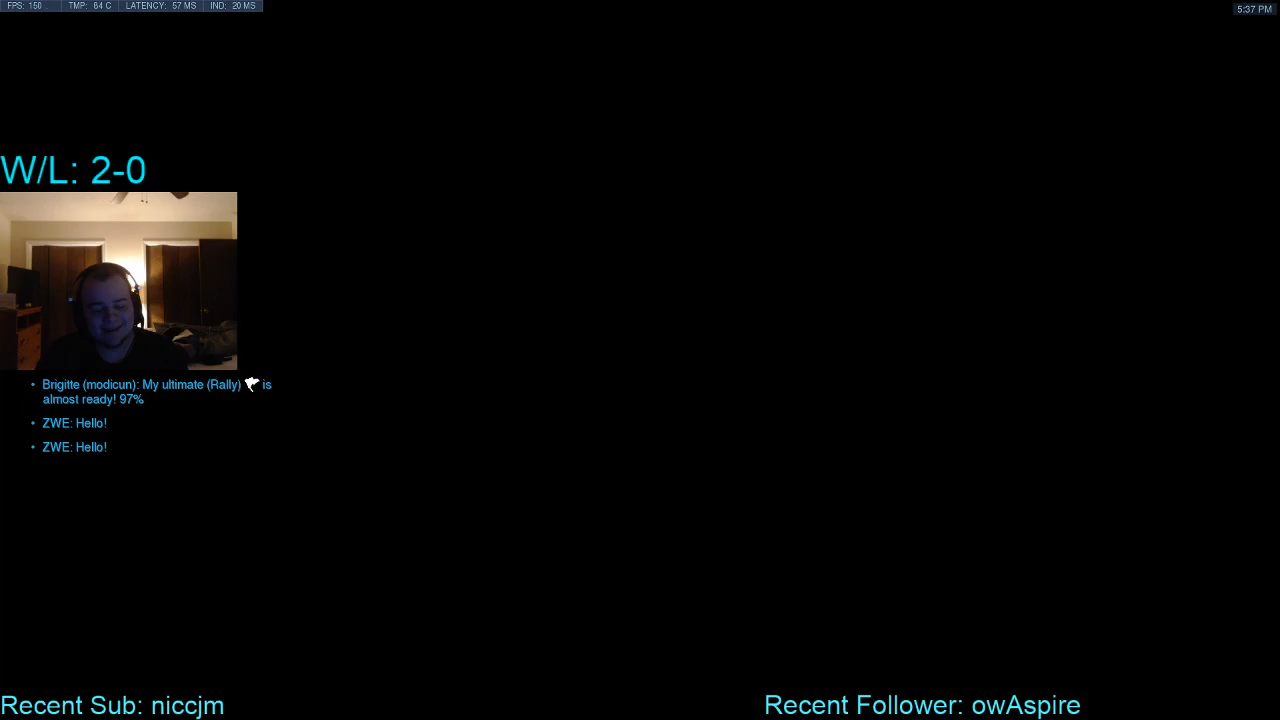 FPS: 150 TMP: 84 C LATENCY: 57 MS IND: 20 MS
5:37 PM
W/L: 2-0
• Brigitte (modicun): My ultimate (Rally) is
almost ready! 97%
• ZWE: Hello!
• ZWE: Hello!
Recent Sub: niccjm
Recent Follower: owAspire